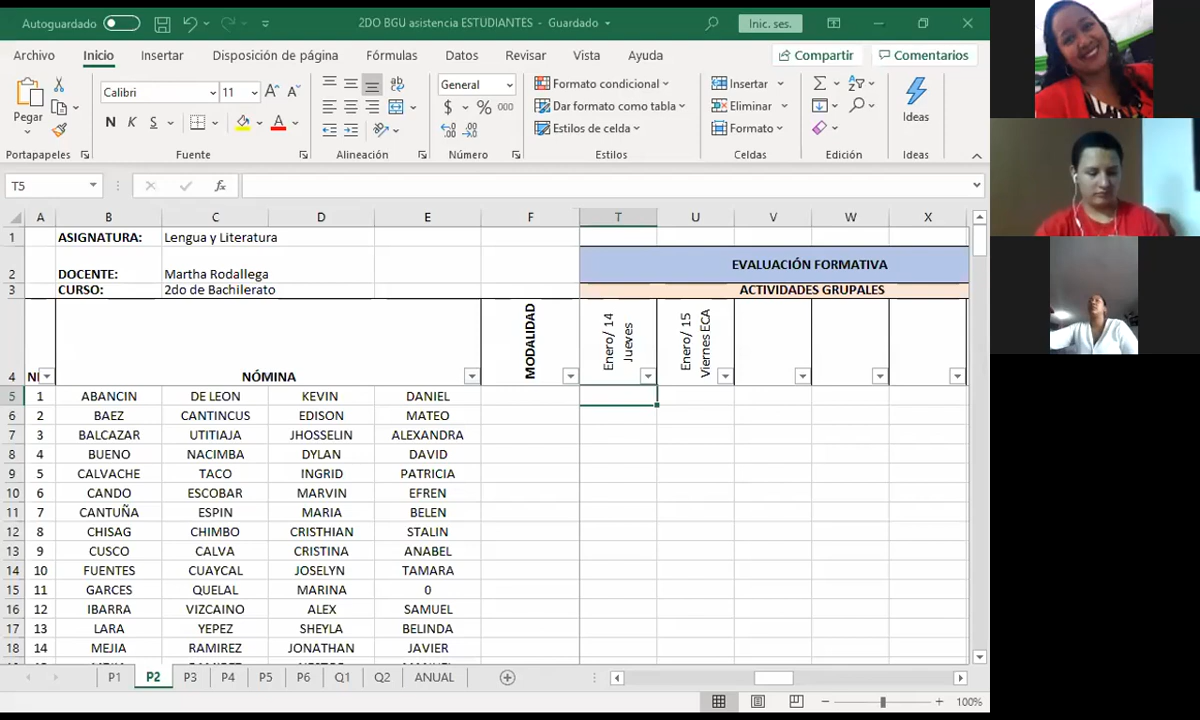 Autoguardado
2DO BGU asistencia ESTUDIANTES - Guardado
Inic. ses.
Archivo Inicio Insertar Disposición de página Fórmulas Datos Revisar Vista Ayuda Compartir Comentarios
Pegar
Portapapeles
Calibri 11
N K S
Fuente
Alineación
General
$ % 000
Número
Formato condicional
Dar formato como tabla
Estilos de celda
Estilos
Insertar
Eliminar
Formato
Celdas
Edición
Ideas
Ideas
T5 fx
A B C D E F T U V W X
1 ASIGNATURA: Lengua y Literatura
2 DOCENTE: Martha Rodallega EVALUACIÓN FORMATIVA
3 CURSO: 2do de Bachilerato ACTIVIDADES GRUPALES
4 NÓMINA MODALIDAD Enero/ 14 Jueves Enero/ 15 Viernes ECA
5 1 ABANCIN DE LEON KEVIN DANIEL
6 2 BAEZ CANTINCUS EDISON MATEO
7 3 BALCAZAR UTITIAJA JHOSSELIN ALEXANDRA
8 4 BUENO NACIMBA DYLAN DAVID
9 5 CALVACHE TACO INGRID PATRICIA
10 6 CANDO ESCOBAR MARVIN EFREN
11 7 CANTUÑA ESPIN MARIA BELEN
12 8 CHISAG CHIMBO CRISTHIAN STALIN
13 9 CUSCO CALVA CRISTINA ANABEL
14 10 FUENTES CUAYCAL JOSELYN TAMARA
15 11 GARCES QUELAL MARINA 0
16 12 IBARRA VIZCAINO ALEX SAMUEL
17 13 LARA YEPEZ SHEYLA BELINDA
18 14 MEJIA RAMIREZ JONATHAN JAVIER
P1 P2 P3 P4 P5 P6 Q1 Q2 ANUAL
100%